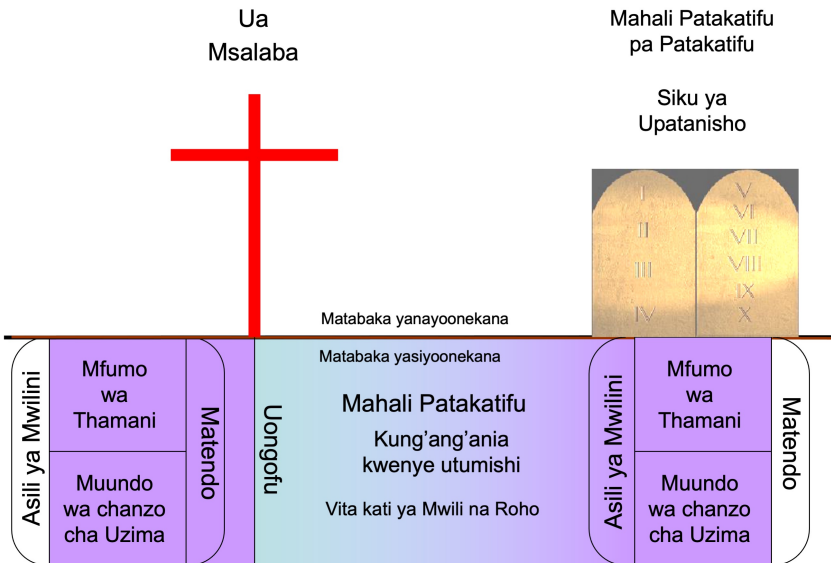 Ua
Msalaba
Mahali Patakatifu
pa Patakatifu
Siku ya
Upatanisho
I
II
III
IV
V
VI
VII
VIII
IX
X
Matabaka yanayoonekana
Matabaka yasiyoonekana
Asili ya Mwilini
Mfumo
wa
Thamani
Muundo
wa chanzo
cha Uzima
Matendo
Uongofu
Mahali Patakatifu
Kung'ang'ania
kwenye utumishi
Vita kati ya Mwili na Roho
Asili ya Mwilini
Mfumo
wa
Thamani
Muundo
wa chanzo
cha Uzima
Matendo